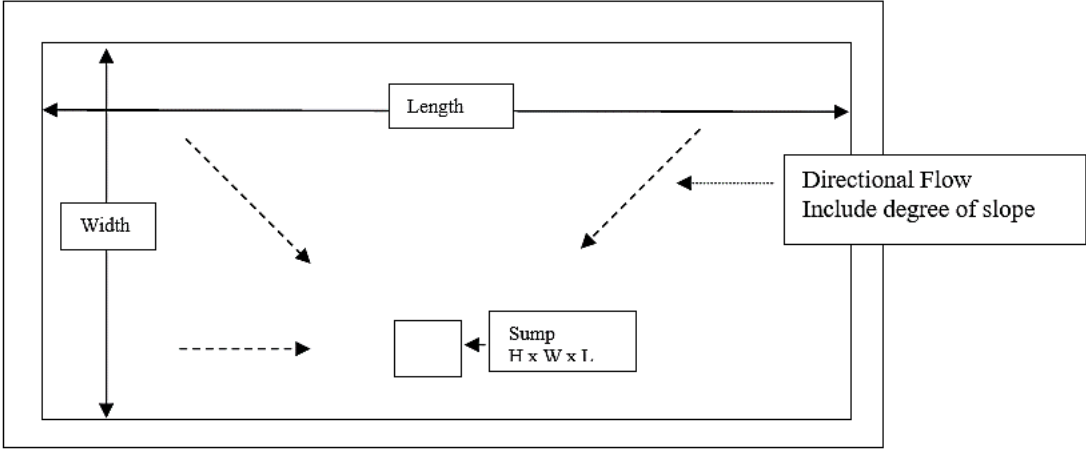 Length
Directional Flow
Include degree of slope
Width
Sump
H x W x L